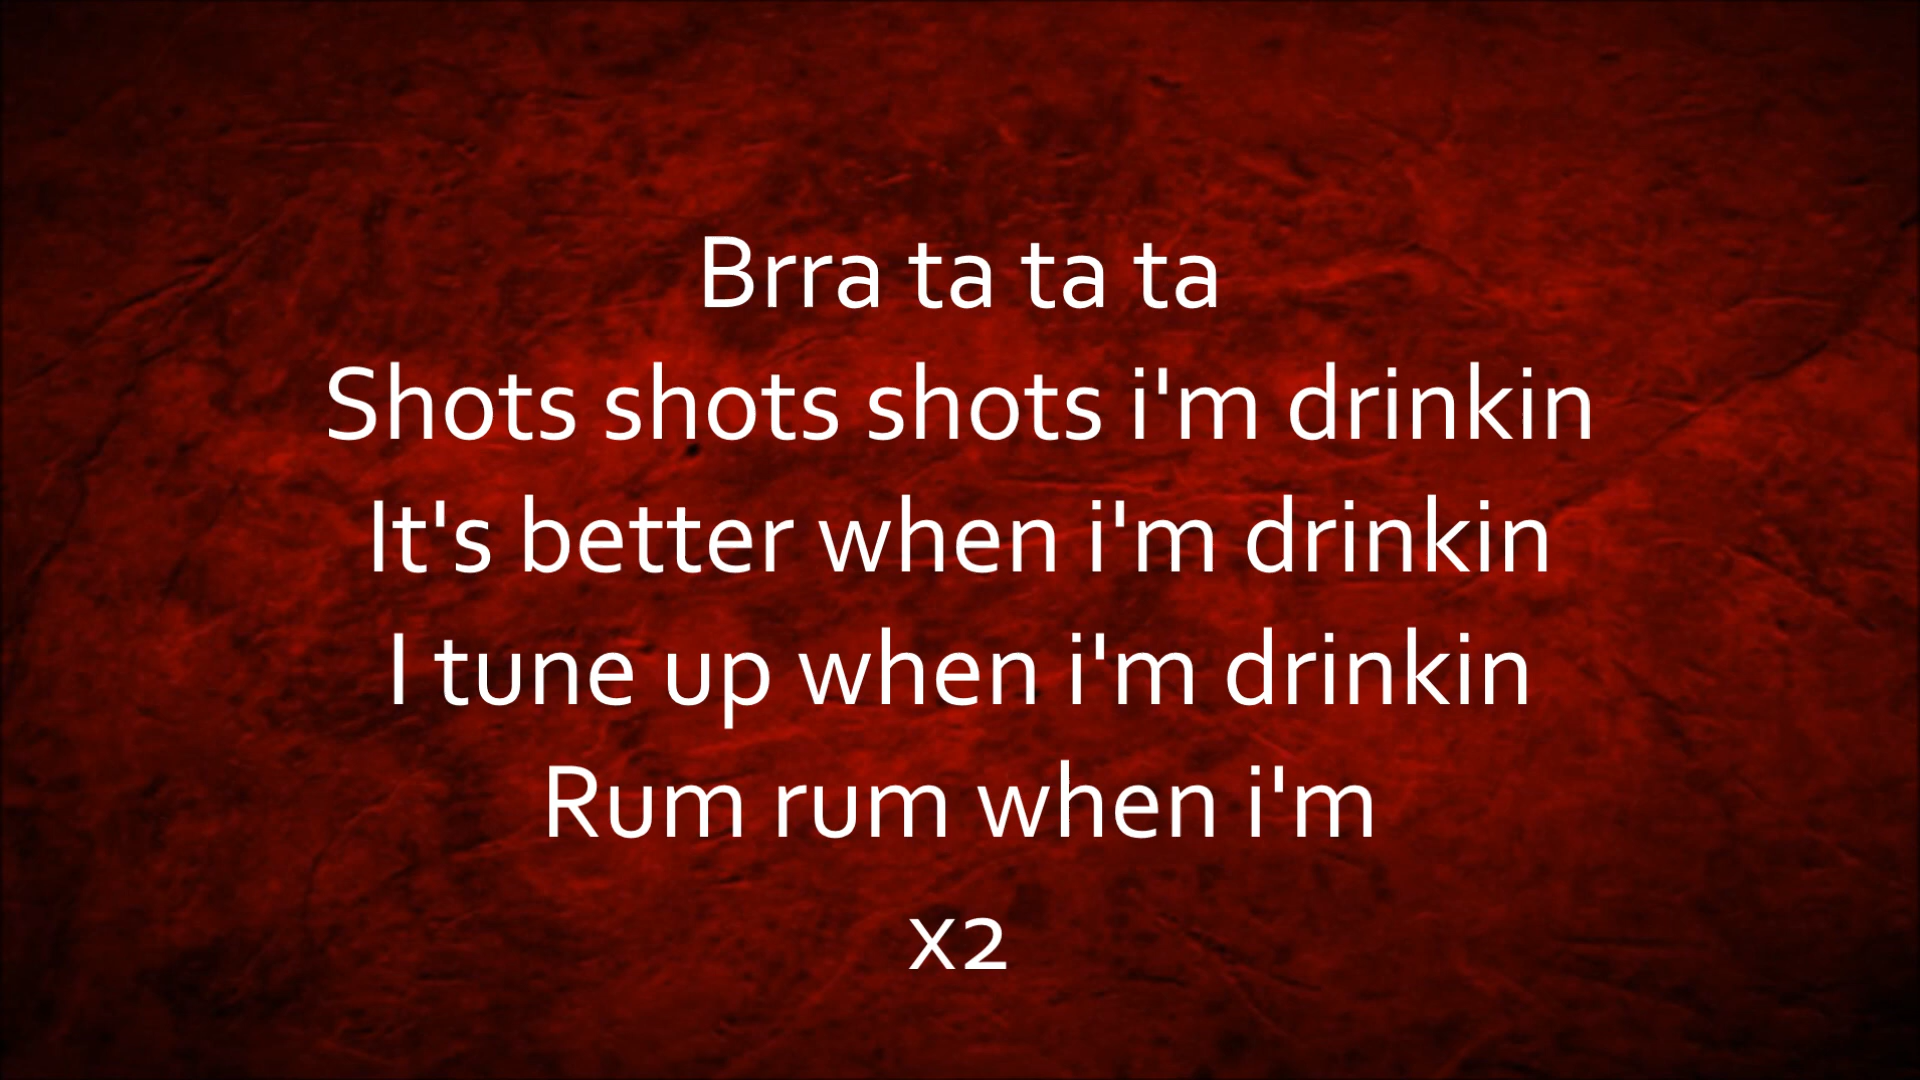 Brra ta ta ta
Shots shots shots i'm drinkin
It's better when i'm drinkin
I tune up when i'm drinkin
Rum rum when i'm
x2